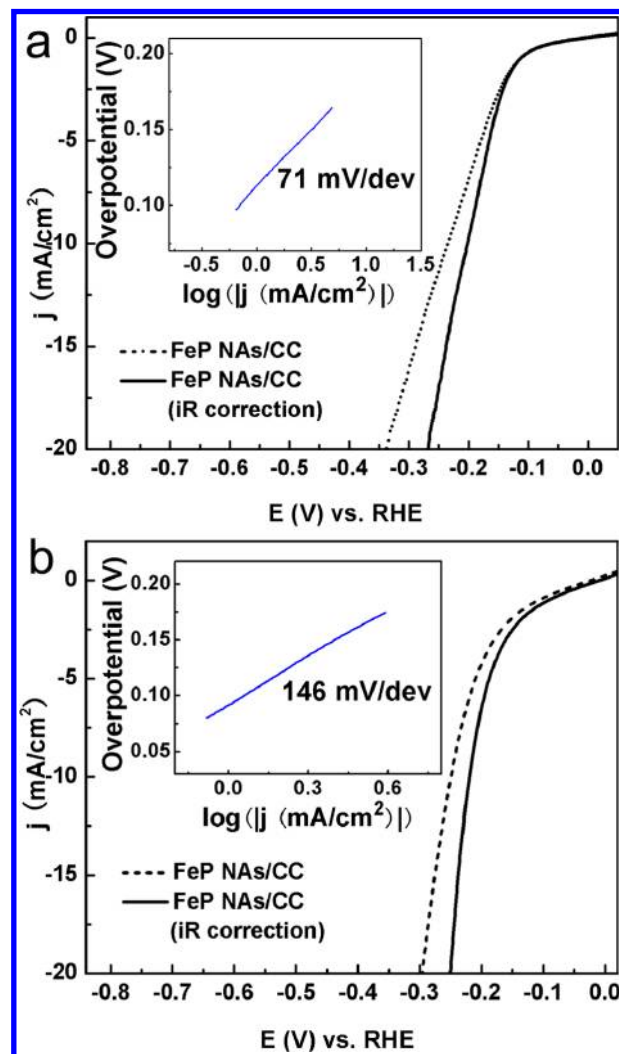 a
0
-5
-10
-15
-20
j (mA/cm²)
0.20
0.15
0.10
Overpotential (V)
71 mV/dev
-0.5 0.0 0.5 1.0 1.5
log(|j (mA/cm²)|)
FeP NAs/CC
FeP NAs/CC
(iR correction)
-0.8 -0.7 -0.6 -0.5 -0.4 -0.3 -0.2 -0.1 0.0
E (V) vs. RHE
b
0
-5
-10
-15
-20
j (mA/cm²)
0.20
0.15
0.10
0.05
Overpotential (V)
146 mV/dev
0.0 0.3 0.6
log(|j (mA/cm²)|)
FeP NAs/CC
FeP NAs/CC
(iR correction)
-0.8 -0.7 -0.6 -0.5 -0.4 -0.3 -0.2 -0.1 0.0
E (V) vs. RHE